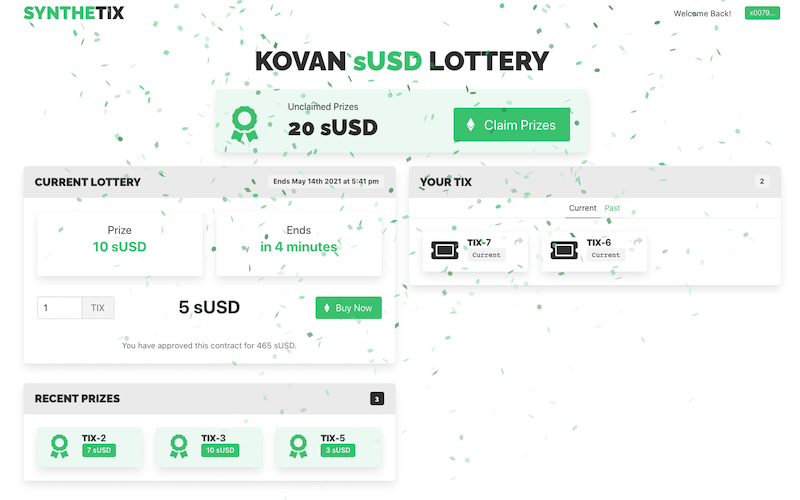 SYNTHETIX
Welcome Back!
x0079...
KOVAN sUSD LOTTERY
Unclaimed Prizes
20 sUSD
Claim Prizes
CURRENT LOTTERY
Ends May 14th 2021 at 5:41 pm
Prize
10 sUSD
Ends
in 4 minutes
1
TIX
5 sUSD
Buy Now
You have approved this contract for 465 sUSD.
YOUR TIX
2
Current
Past
TIX-7
Current
TIX-6
Current
RECENT PRIZES
3
TIX-2
7 sUSD
TIX-3
10 sUSD
TIX-5
3 sUSD